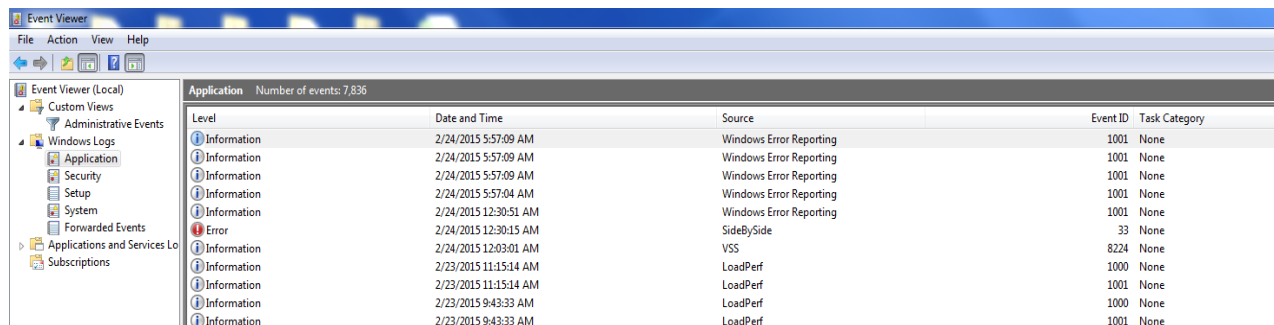 Event Viewer
File Action View Help
Event Viewer (Local)
Custom Views
Administrative Events
Windows Logs
Application
Security
Setup
System
Forwarded Events
Applications and Services Lo
Subscriptions
Application Number of events: 7,836
Level Date and Time Source Event ID Task Category
Information 2/24/2015 5:57:09 AM Windows Error Reporting 1001 None
Information 2/24/2015 5:57:09 AM Windows Error Reporting 1001 None
Information 2/24/2015 5:57:09 AM Windows Error Reporting 1001 None
Information 2/24/2015 5:57:04 AM Windows Error Reporting 1001 None
Information 2/24/2015 12:30:51 AM Windows Error Reporting 1001 None
Error 2/24/2015 12:30:15 AM SideBySide 33 None
Information 2/24/2015 12:03:01 AM VSS 8224 None
Information 2/23/2015 11:15:14 AM LoadPerf 1000 None
Information 2/23/2015 11:15:14 AM LoadPerf 1001 None
Information 2/23/2015 9:43:33 AM LoadPerf 1000 None
Information 2/23/2015 9:43:33 AM LoadPerf 1001 None